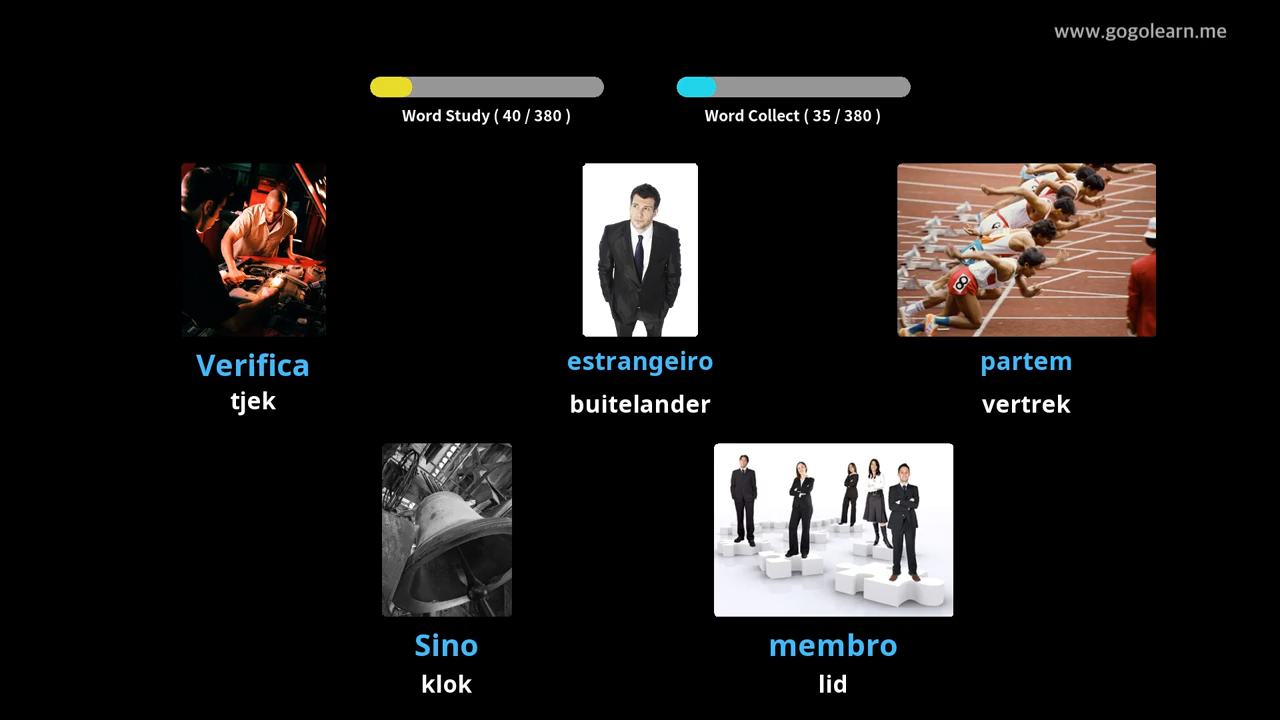 www.gogolearn.me
Word Study ( 40 / 380 )
Word Collect ( 35 / 380 )
Verifica
tjek
estrangeiro
buitelander
partem
vertrek
Sino
klok
membro
lid